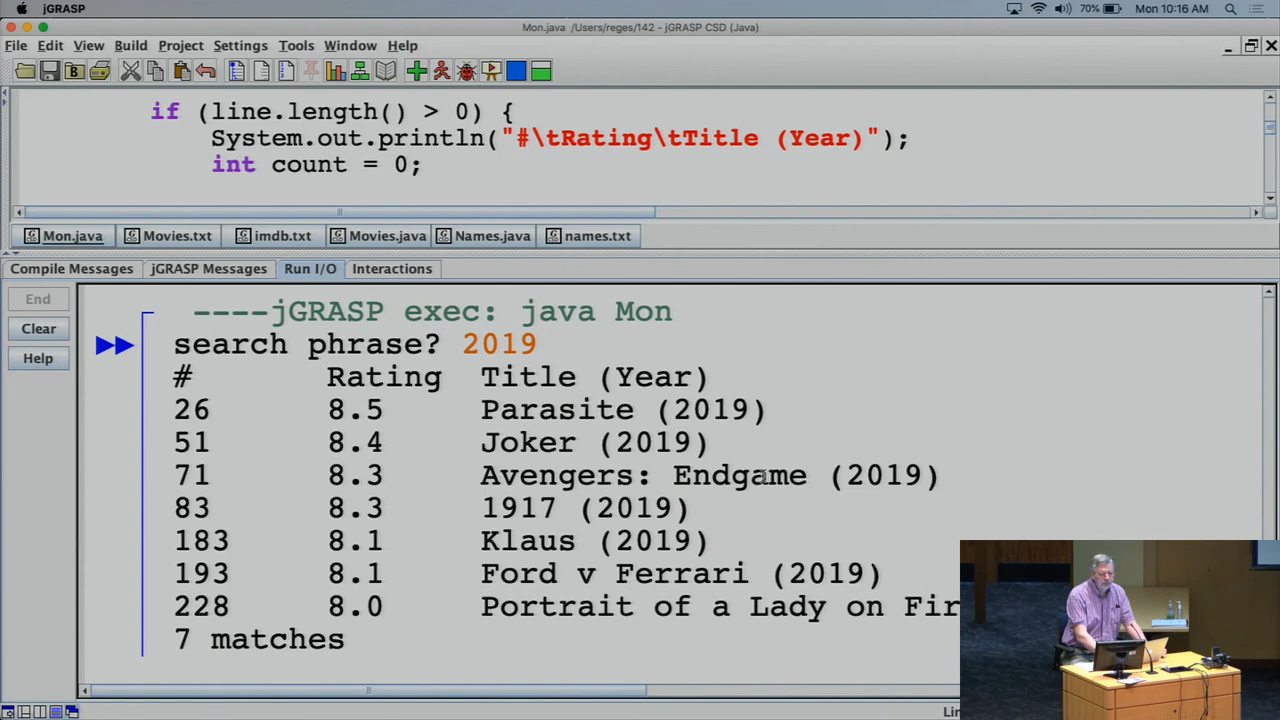 jGRASP 70% Mon 10:16 AM
Mon.java /Users/reges/142 - jGRASP CSD (Java)
File Edit View Build Project Settings Tools Window Help
if (line.length() > 0) {
System.out.println("#\tRating\tTitle (Year)");
int count = 0;
Mon.java Movies.txt imdb.txt Movies.java Names.java names.txt
Compile Messages jGRASP Messages Run I/O Interactions
End
Clear
Help
----jGRASP exec: java Mon
search phrase? 2019
# Rating Title (Year)
26 8.5 Parasite (2019)
51 8.4 Joker (2019)
71 8.3 Avengers: Endgame (2019)
83 8.3 1917 (2019)
183 8.1 Klaus (2019)
193 8.1 Ford v Ferrari (2019)
228 8.0 Portrait of a Lady on Fir
7 matches